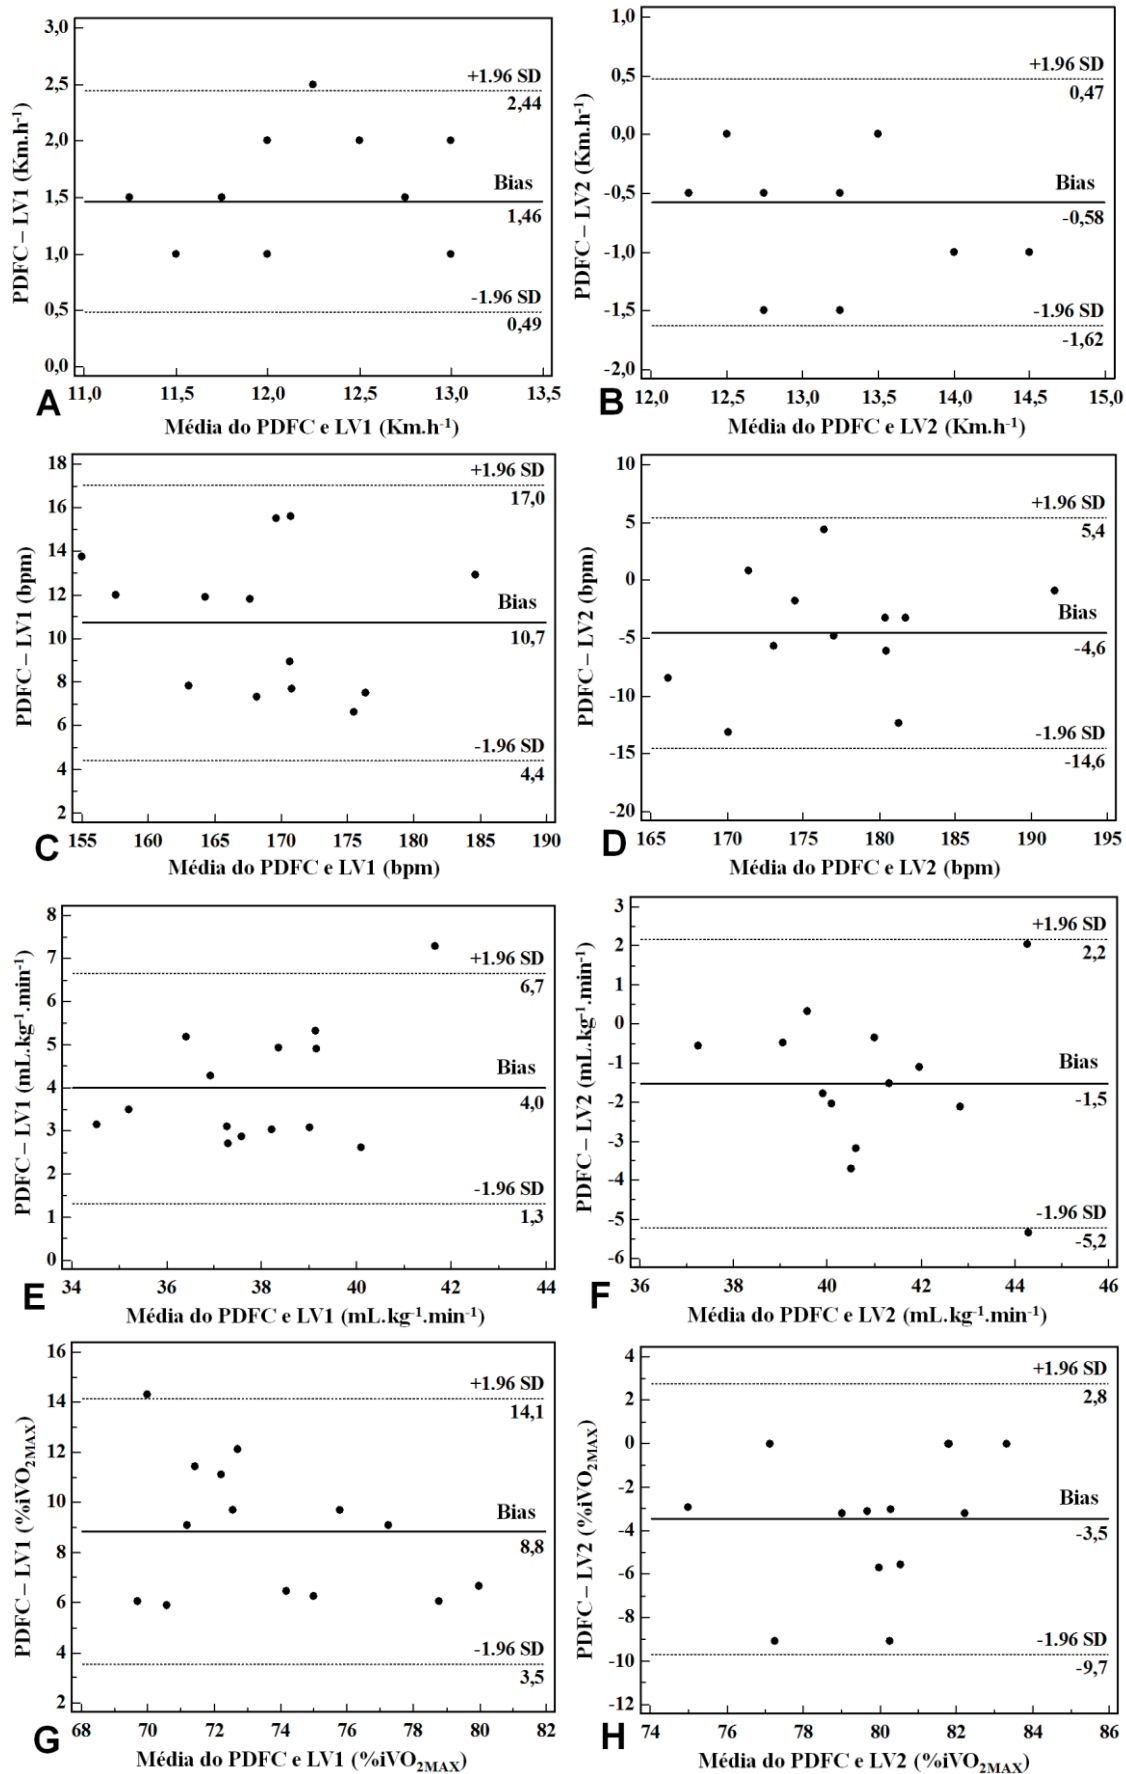 3,0
2,5
2,0
1,5
1,0
0,5
0,0
PDFC – LV1 (Km.h-1)
+1.96 SD
2,44
Bias
1,46
-1.96 SD
0,49
11,0 11,5 12,0 12,5 13,0 13,5
A
Média do PDFC e LV1 (Km.h-1)
1,0
0,5
0,0
-0,5
-1,0
-1,5
-2,0
PDFC – LV2 (Km.h-1)
+1.96 SD
0,47
Bias
-0,58
-1.96 SD
-1,62
12,0 12,5 13,0 13,5 14,0 14,5 15,0
B
Média do PDFC e LV2 (Km.h-1)
18
16
14
12
10
8
6
4
2
PDFC – LV1 (bpm)
+1.96 SD
17,0
Bias
10,7
-1.96 SD
4,4
155 160 165 170 175 180 185 190
C
Média do PDFC e LV1 (bpm)
10
5
0
-5
-10
-15
-20
PDFC – LV2 (bpm)
+1.96 SD
5,4
Bias
-4,6
-1.96 SD
-14,6
165 170 175 180 185 190 195
D
Média do PDFC e LV2 (bpm)
8
7
6
5
4
3
2
1
0
PDFC – LV1 (mL.kg-1.min-1)
+1.96 SD
6,7
Bias
4,0
-1.96 SD
1,3
34 36 38 40 42 44
E
Média do PDFC e LV1 (mL.kg-1.min-1)
3
2
1
0
-1
-2
-3
-4
-5
-6
PDFC – LV2 (mL.kg-1.min-1)
+1.96 SD
2,2
Bias
-1,5
-1.96 SD
-5,2
36 38 40 42 44 46
F
Média do PDFC e LV2 (mL.kg-1.min-1)
16
14
12
10
8
6
4
2
PDFC – LV1 (%iVO2MAX)
+1.96 SD
14,1
Bias
8,8
-1.96 SD
3,5
68 70 72 74 76 78 80 82
G
Média do PDFC e LV1 (%iVO2MAX)
4
2
0
-2
-4
-6
-8
-10
-12
PDFC – LV2 (%iVO2MAX)
+1.96 SD
2,8
Bias
-3,5
-1.96 SD
-9,7
74 76 78 80 82 84 86
H
Média do PDFC e LV2 (%iVO2MAX)